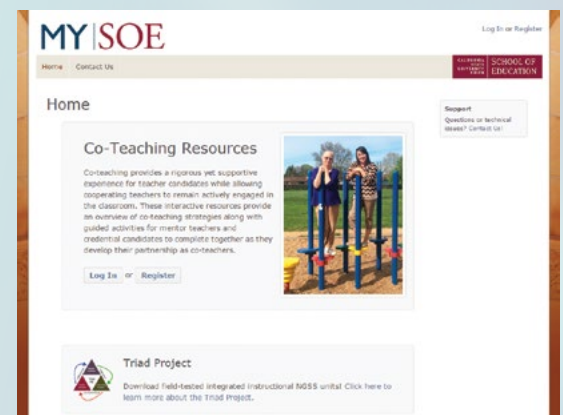 MY|SOE
Log In or Register
Home
Contact Us
CALIFORNIA STATE UNIVERSITY CHICO
SCHOOL OF EDUCATION
Home
Support
Questions or technical
issues? Contact Us!
Co-Teaching Resources
Co-teaching provides a rigorous yet supportive
experience for teacher candidates while allowing
cooperating teachers to remain actively engaged in
the classroom. These interactive resources provide
an overview of co-teaching strategies along with
guided activities for mentor teachers and
credential candidates to complete together as they
develop their partnership as co-teachers.
Log In or Register
Triad Project
Download field-tested integrated instructional NGSS units! Click here to
learn more about the Triad Project.